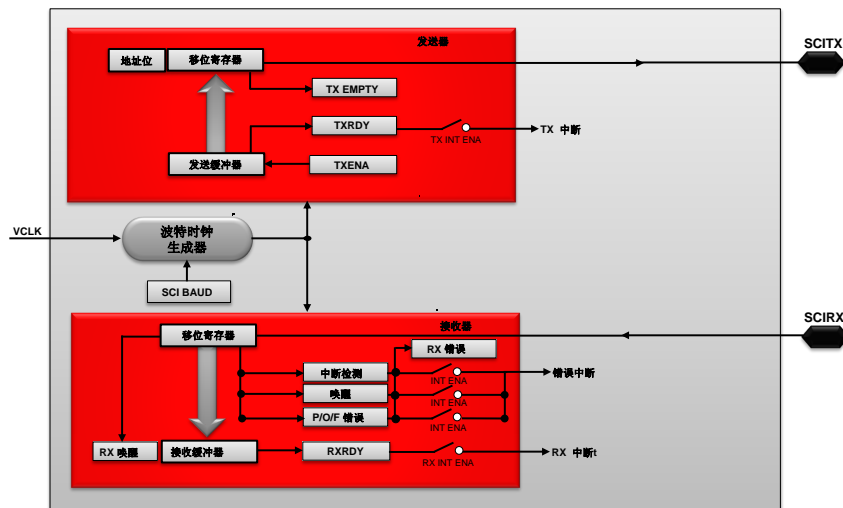 发送器
SCITX
地址位
移位寄存器
TX EMPTY
TXRDY
TX INT ENA
TX 中断
发送缓冲器
TXENA
VCLK
波特时钟
生成器
SCI BAUD
SCIRX
移位寄存器
接收器
RX 错误
中断检测
INT ENA
错误中断
唤醒
INT ENA
P/O/F 错误
INT ENA
RX 唤醒
接收缓冲器
RXRDY
RX INT ENA
RX 中断t